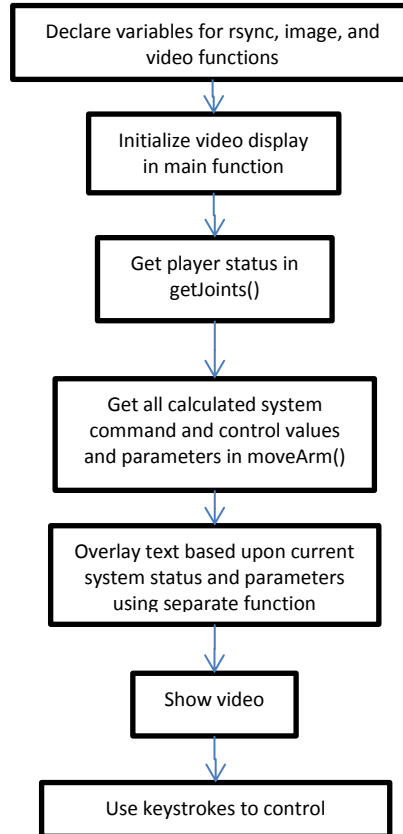 Declare variables for rsync, image, and
video functions
Initialize video display
in main function
Get player status in
getJoints()
Get all calculated system
command and control values
and parameters in moveArm()
Overlay text based upon current
system status and parameters
using separate function
Show video
Use keystrokes to control